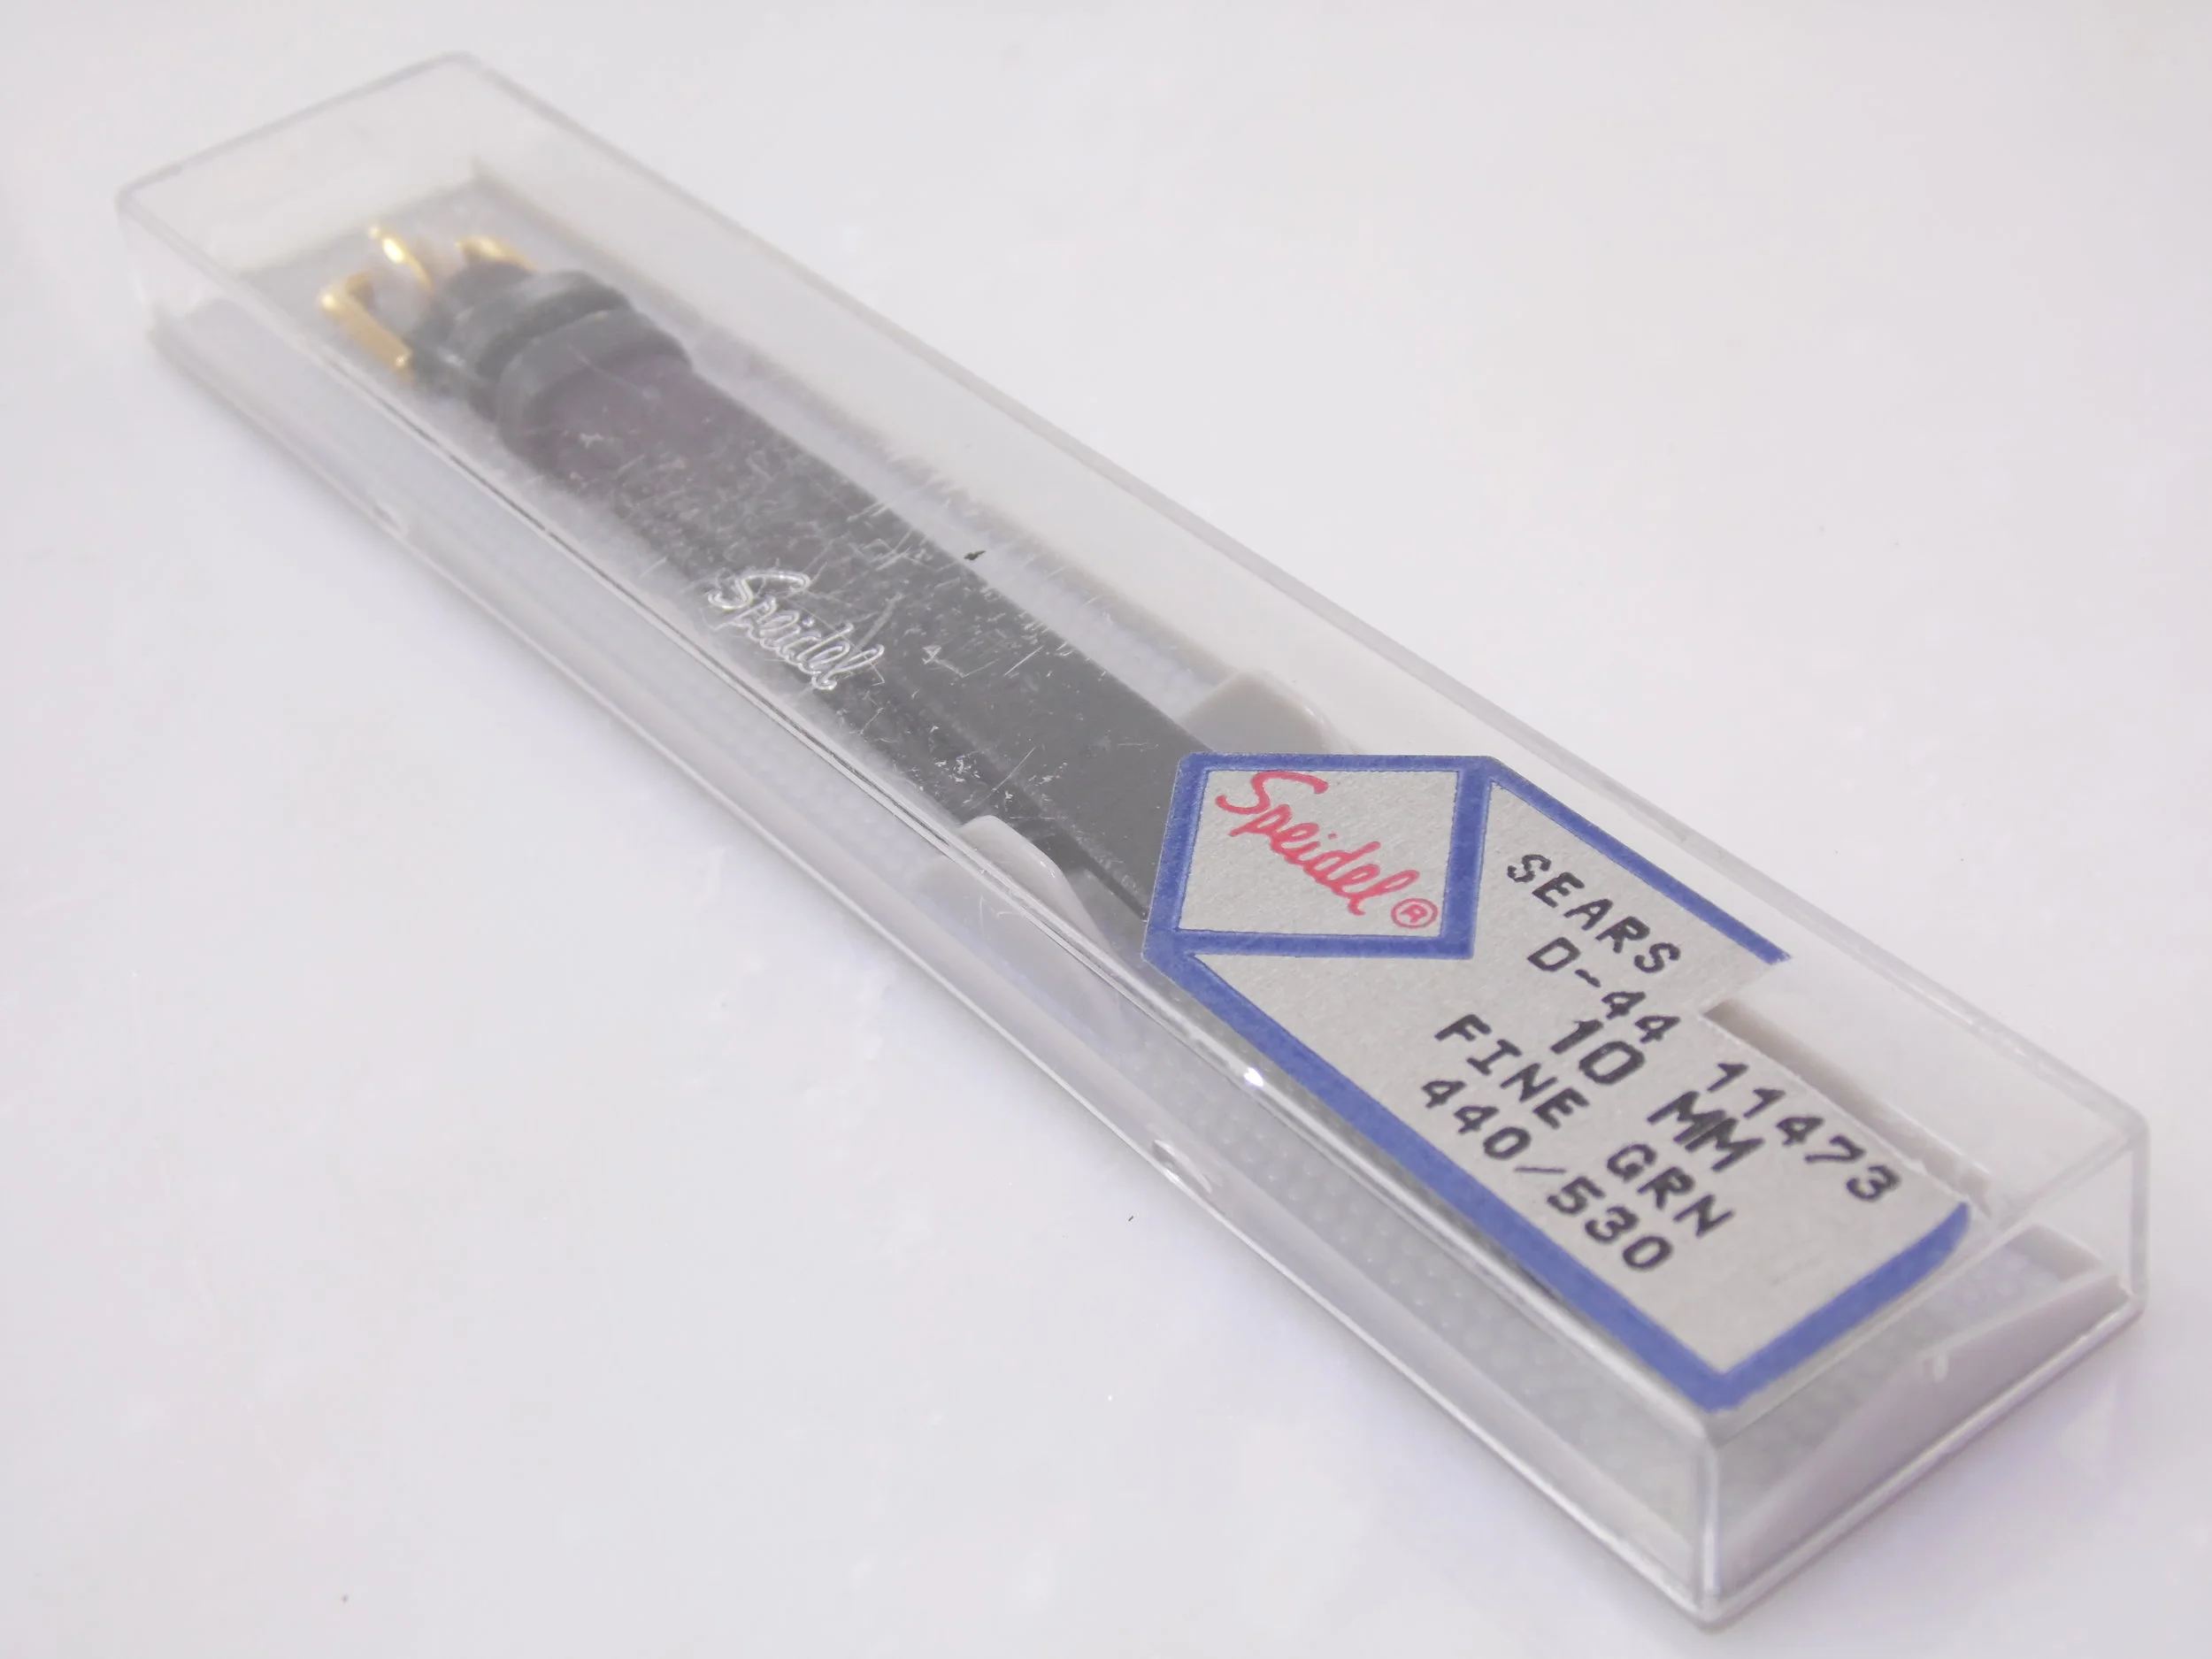 Speidel
Speidel®
SEARS
D-44 11473
10 MM
FINE GRN
440/530